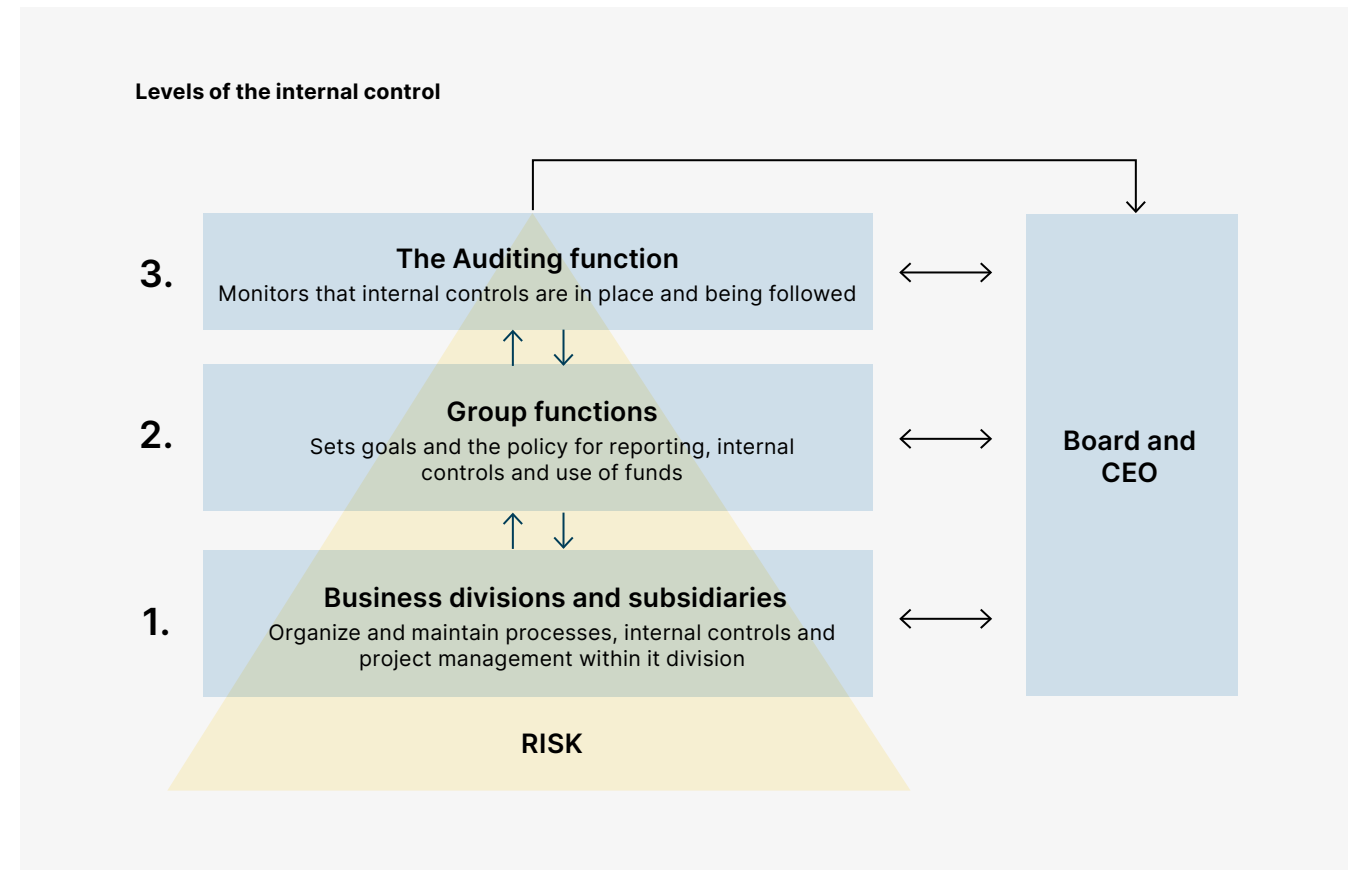 Levels of the internal control
3.
The Auditing function
Monitors that internal controls are in place and being followed
2.
Group functions
Sets goals and the policy for reporting, internal
controls and use of funds
Board and
CEO
1.
Business divisions and subsidiaries
Organize and maintain processes, internal controls and
project management within it division
RISK